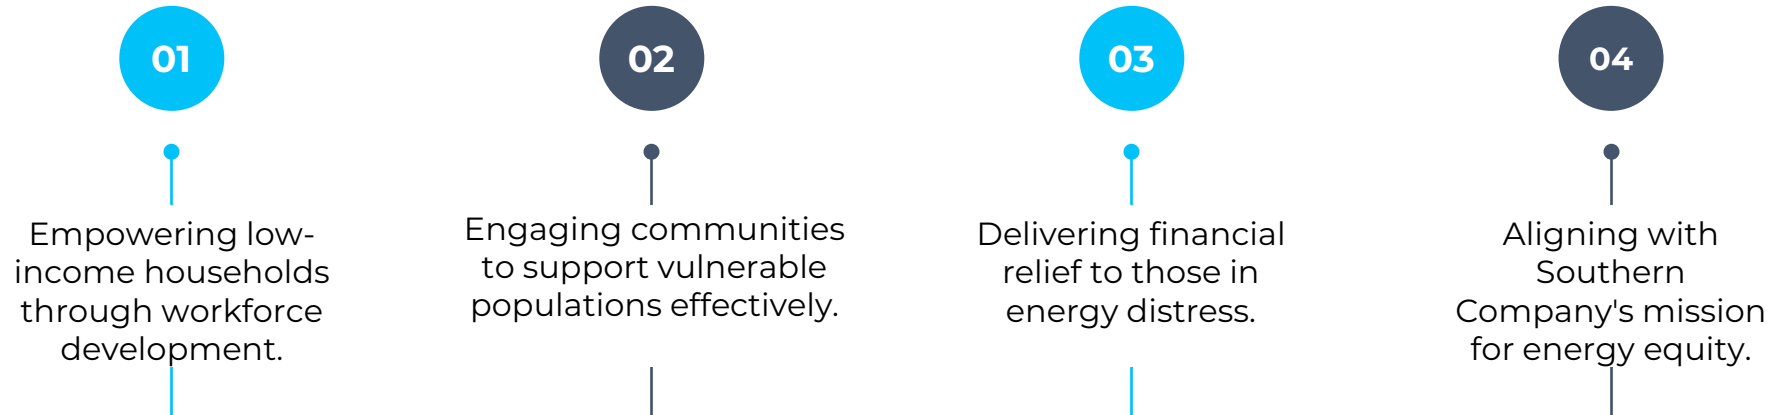 01
Empowering low-
income households
through workforce
development.
02
Engaging communities
to support vulnerable
populations effectively.
03
Delivering financial
relief to those in
energy distress.
04
Aligning with
Southern
Company's mission
for energy equity.